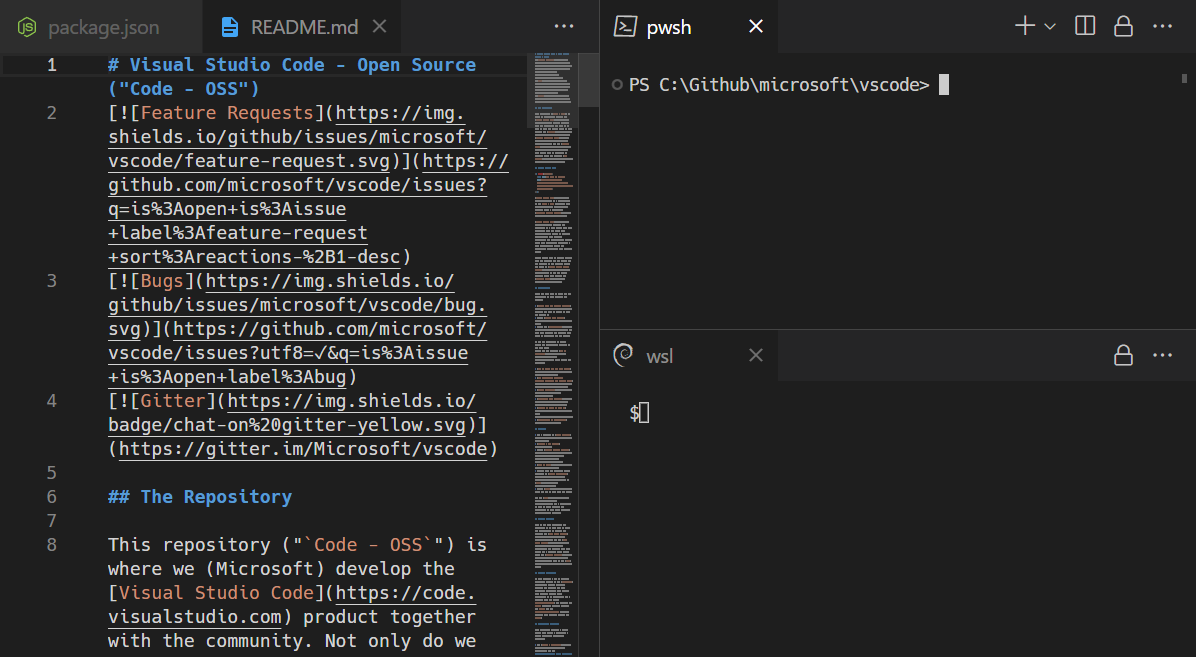 package.json
README.md
1 # Visual Studio Code - Open Source
("Code - OSS")
2 [![Feature Requests](https://img.
shields.io/github/issues/microsoft/
vscode/feature-request.svg)](https://
github.com/microsoft/vscode/issues?
q=is%3Aopen+is%3Aissue
+label%3Afeature-request
+sort%3Areactions-%2B1-desc)
3 [![Bugs](https://img.shields.io/
github/issues/microsoft/vscode/bug.
svg)](https://github.com/microsoft/
vscode/issues?utf8=✓&q=is%3Aissue
+is%3Aopen+label%3Abug)
4 [![Gitter](https://img.shields.io/
badge/chat-on%20gitter-yellow.svg)]
(https://gitter.im/Microsoft/vscode)
5
6 ## The Repository
7
8 This repository ("`Code - OSS`") is
where we (Microsoft) develop the
[Visual Studio Code](https://code.
visualstudio.com) product together
with the community. Not only do we
pwsh
PS C:\Github\microsoft\vscode>
wsl
$